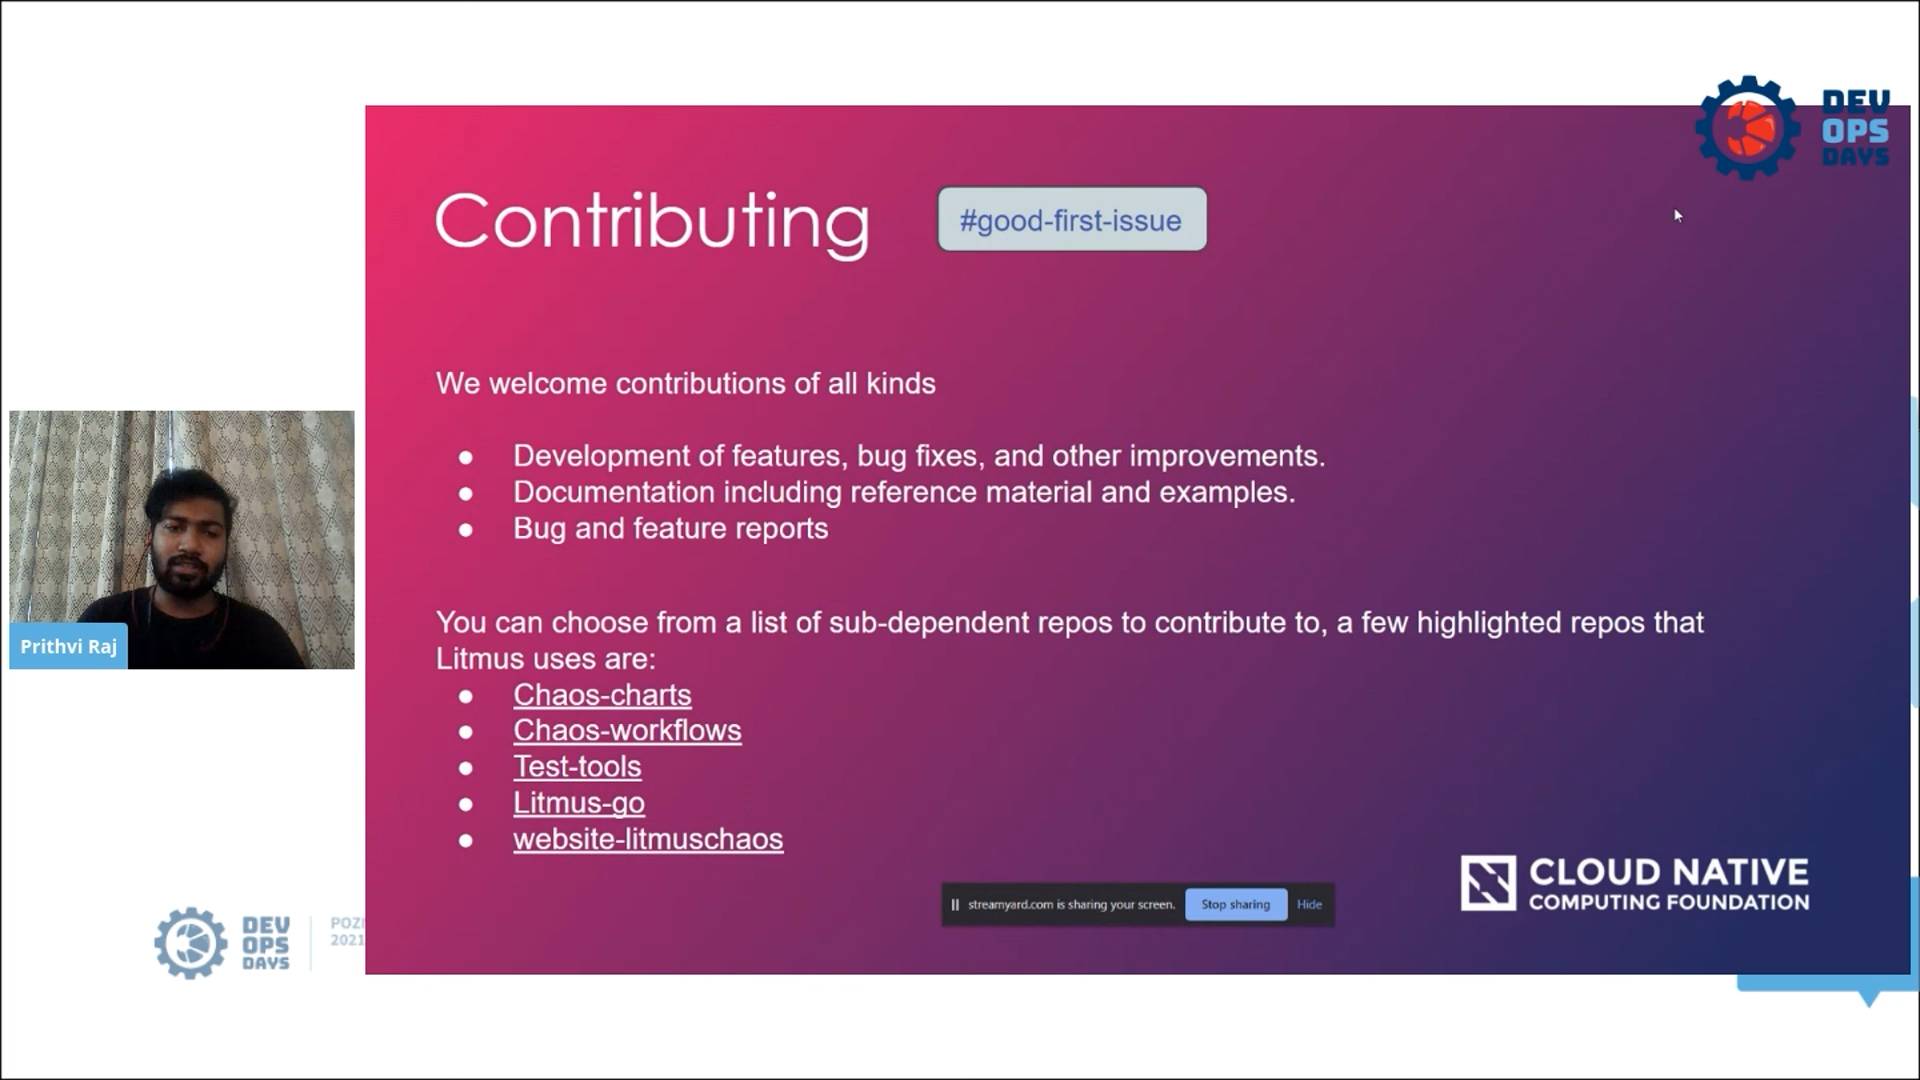 DEV
OPS
DAYS
Contributing
#good-first-issue
We welcome contributions of all kinds
● Development of features, bug fixes, and other improvements.
● Documentation including reference material and examples.
● Bug and feature reports
You can choose from a list of sub-dependent repos to contribute to, a few highlighted repos that
Litmus uses are:
● Chaos-charts
● Chaos-workflows
● Test-tools
● Litmus-go
● website-litmuschaos
Prithvi Raj
streamyard.com is sharing your screen.
Stop sharing
Hide
CLOUD NATIVE
COMPUTING FOUNDATION
DEV
OPS
DAYS
POZ
2021